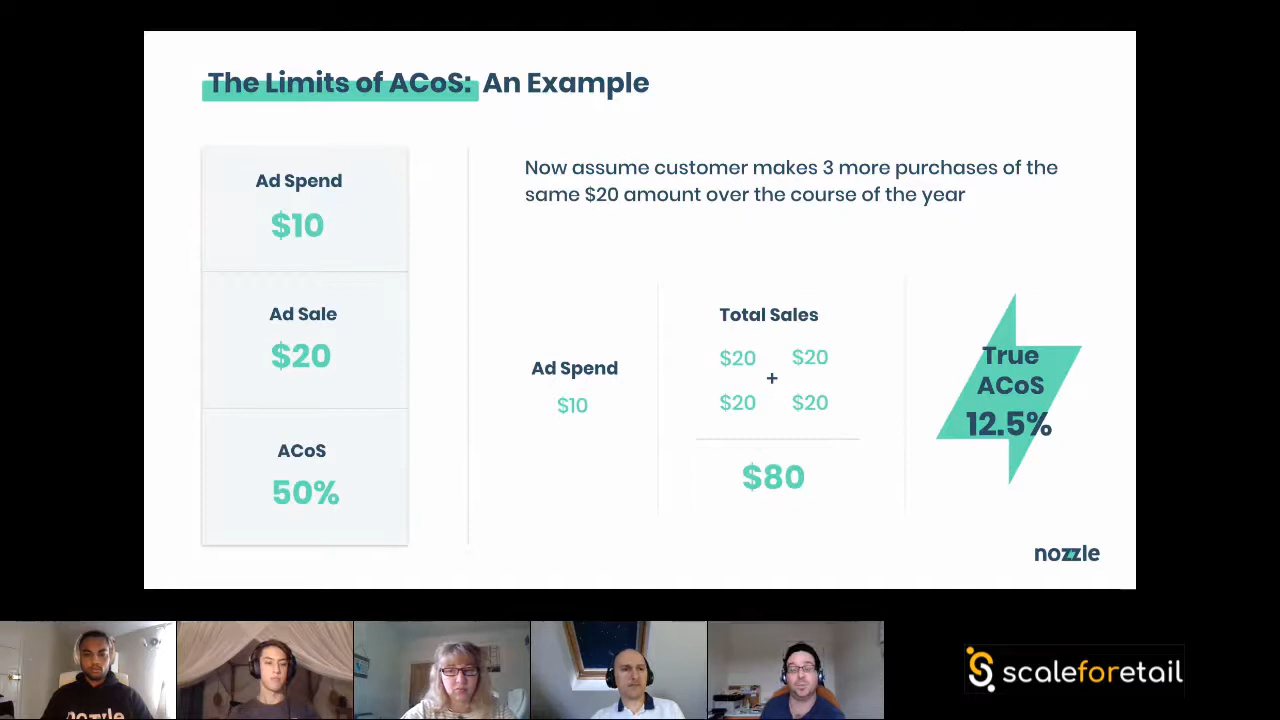 The Limits of ACoS: An Example
Ad Spend
$10
Ad Sale
$20
ACoS
50%
Now assume customer makes 3 more purchases of the
same $20 amount over the course of the year
Ad Spend
$10
Total Sales
$20 $20
+
$20 $20
$80
True
ACoS
12.5%
nozzle
nozzle
scaleforetail